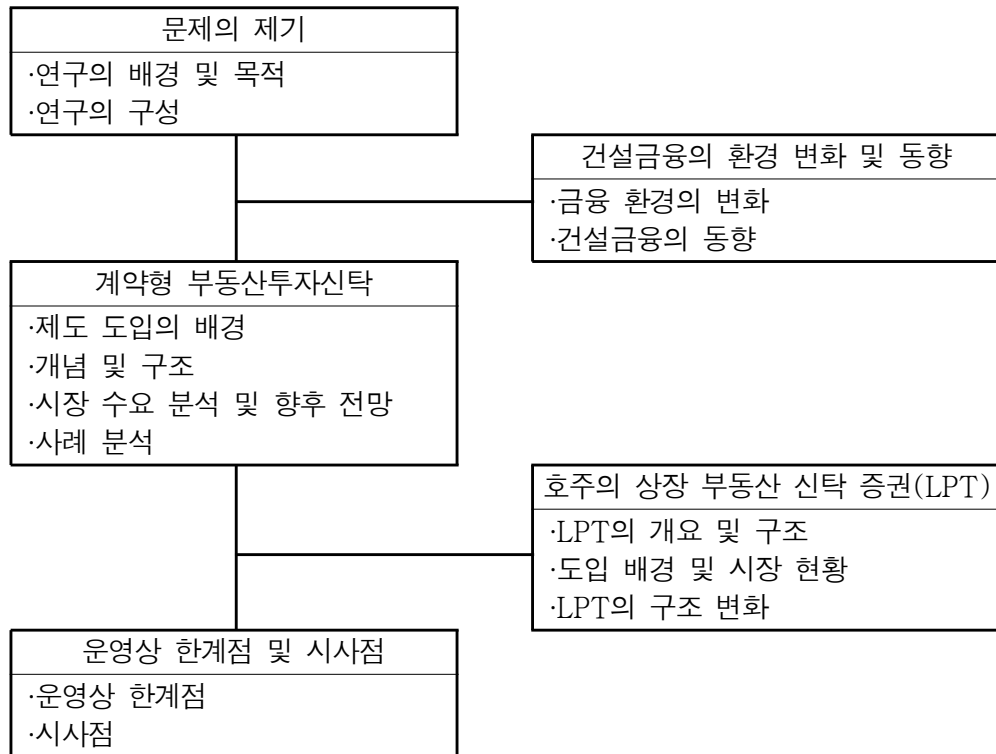 문제의 제기
·연구의 배경 및 목적
·연구의 구성
건설금융의 환경 변화 및 동향
·금융 환경의 변화
·건설금융의 동향
계약형 부동산투자신탁
·제도 도입의 배경
·개념 및 구조
·시장 수요 분석 및 향후 전망
·사례 분석
호주의 상장 부동산 신탁 증권(LPT)
·LPT의 개요 및 구조
·도입 배경 및 시장 현황
·LPT의 구조 변화
운영상 한계점 및 시사점
·운영상 한계점
·시사점